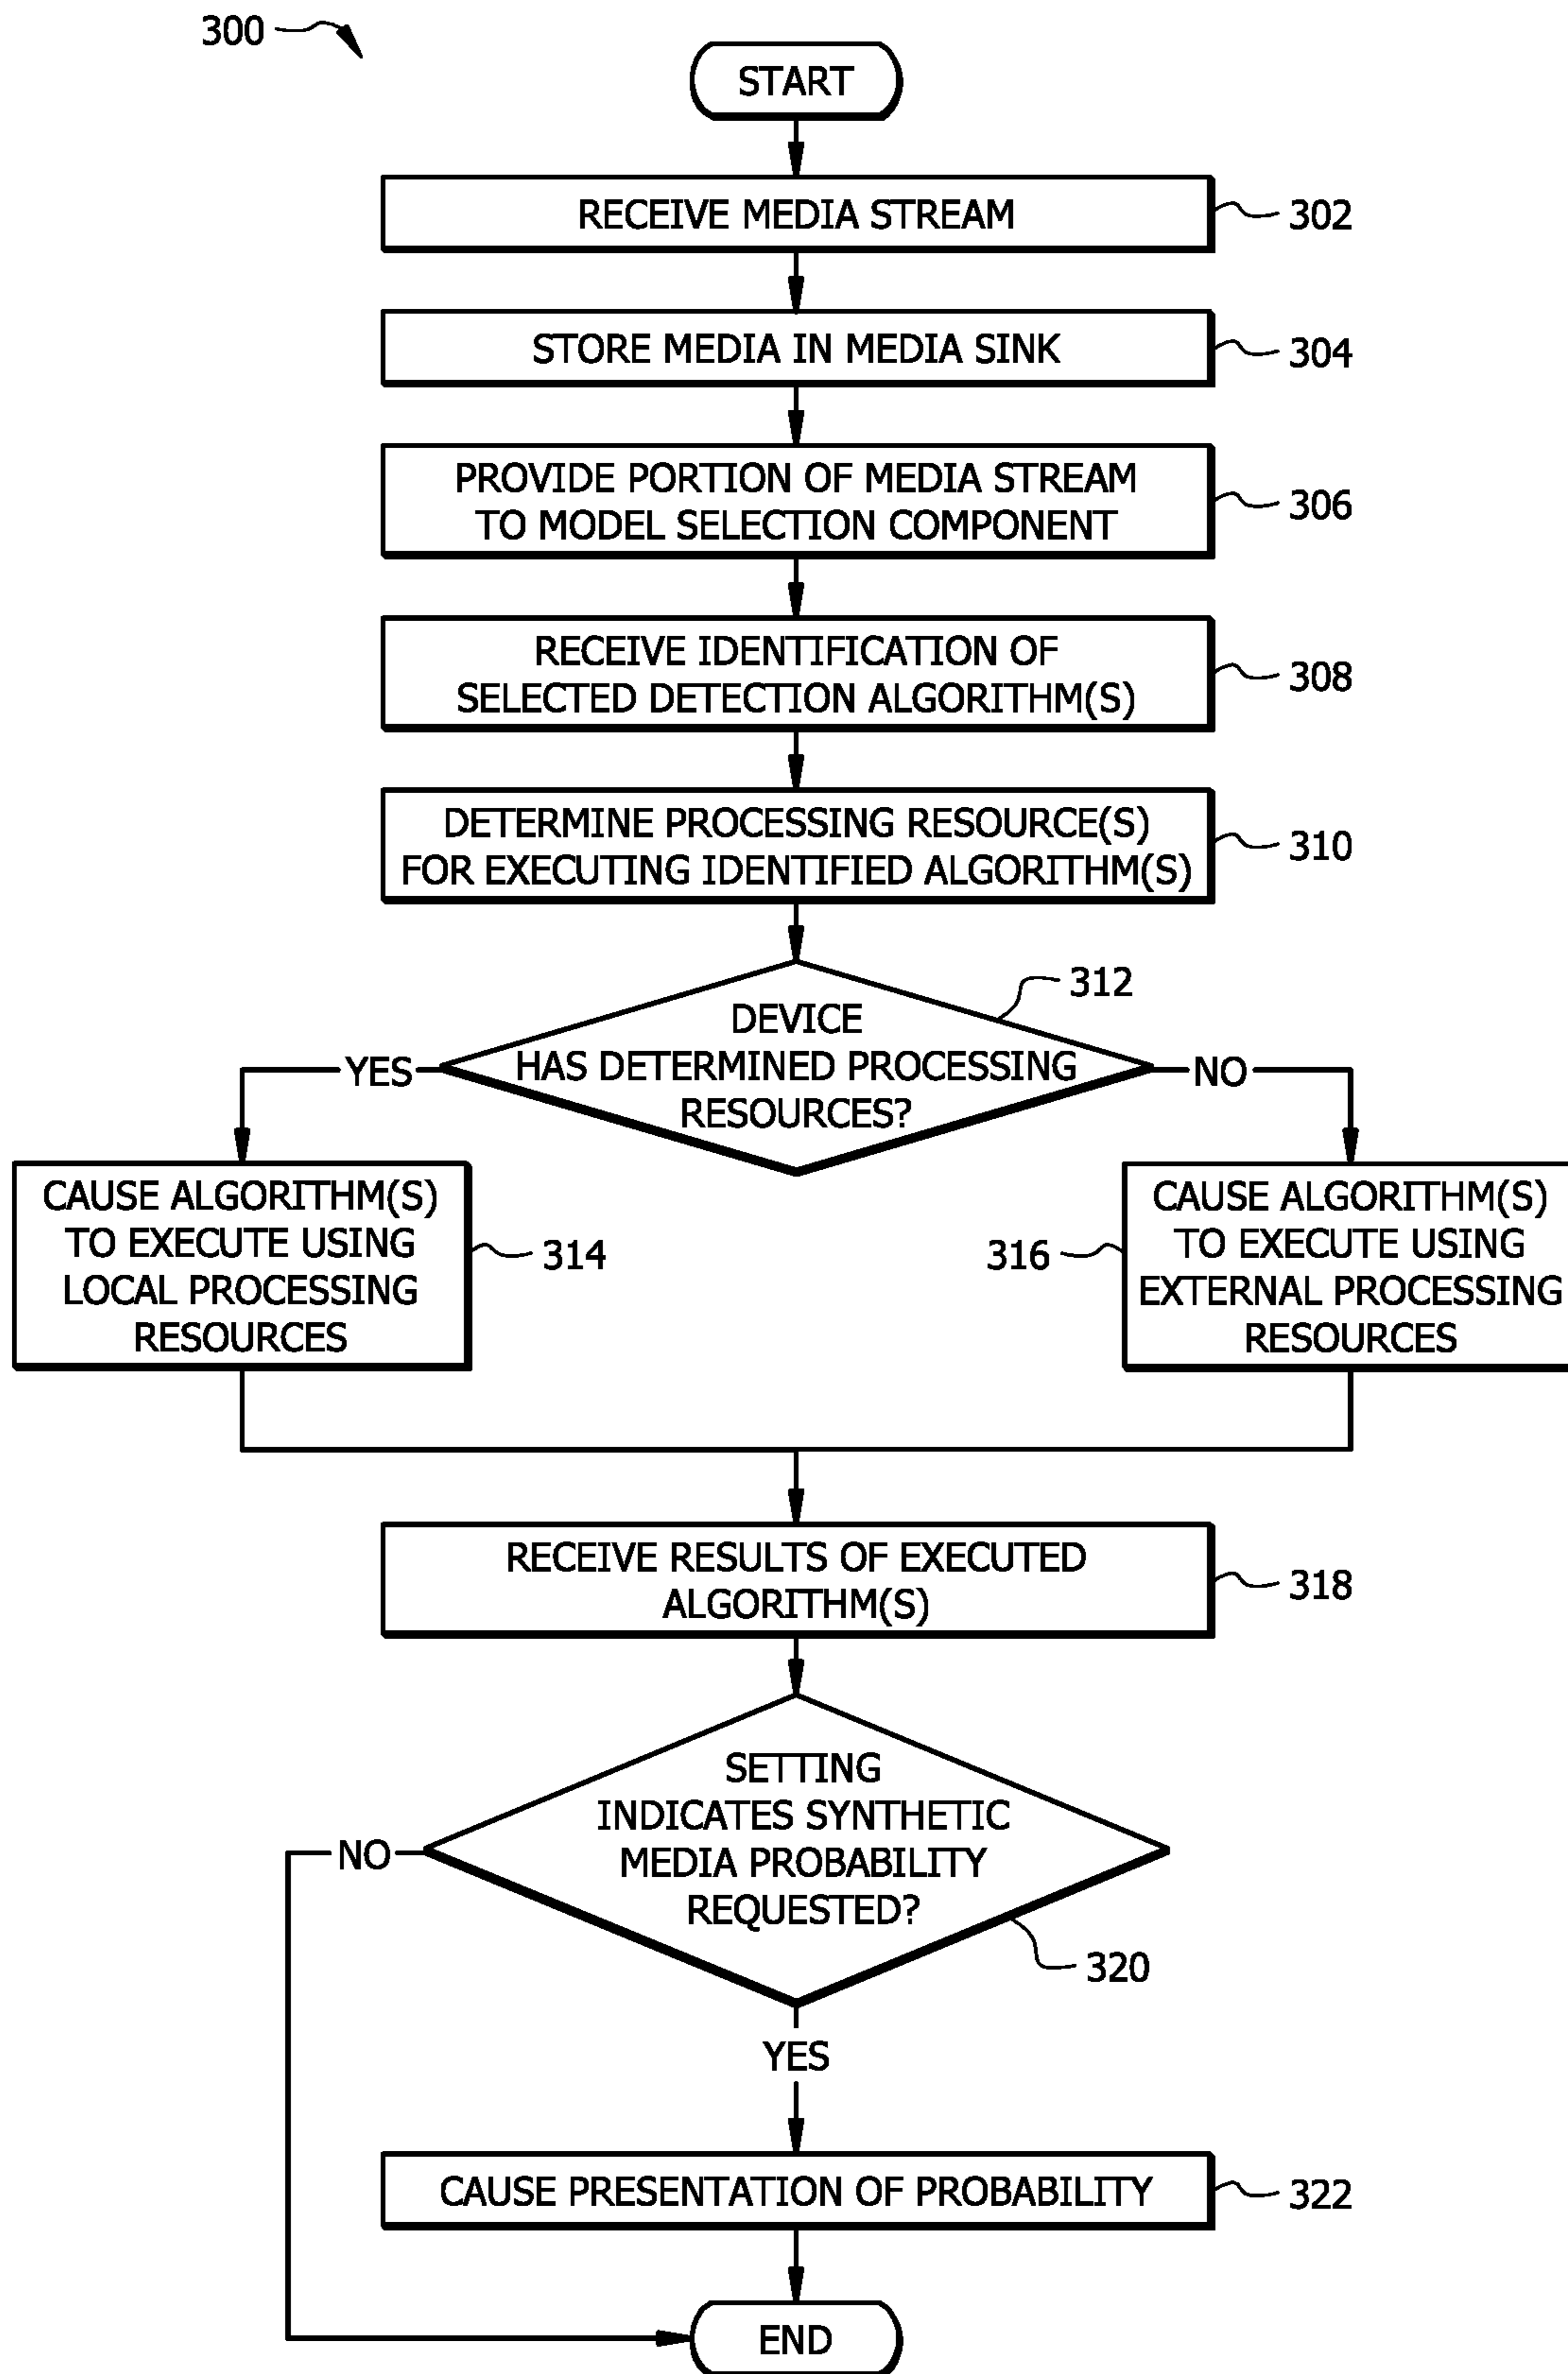 300
START
RECEIVE MEDIA STREAM
302
STORE MEDIA IN MEDIA SINK
304
PROVIDE PORTION OF MEDIA STREAM
TO MODEL SELECTION COMPONENT
306
RECEIVE IDENTIFICATION OF
SELECTED DETECTION ALGORITHM(S)
308
DETERMINE PROCESSING RESOURCE(S)
FOR EXECUTING IDENTIFIED ALGORITHM(S)
310
312
DEVICE
HAS DETERMINED PROCESSING
RESOURCES?
YES
NO
CAUSE ALGORITHM(S)
TO EXECUTE USING
LOCAL PROCESSING
RESOURCES
314
316
CAUSE ALGORITHM(S)
TO EXECUTE USING
EXTERNAL PROCESSING
RESOURCES
RECEIVE RESULTS OF EXECUTED
ALGORITHM(S)
318
SETTING
INDICATES SYNTHETIC
MEDIA PROBABILITY
REQUESTED?
NO
320
YES
CAUSE PRESENTATION OF PROBABILITY
322
END